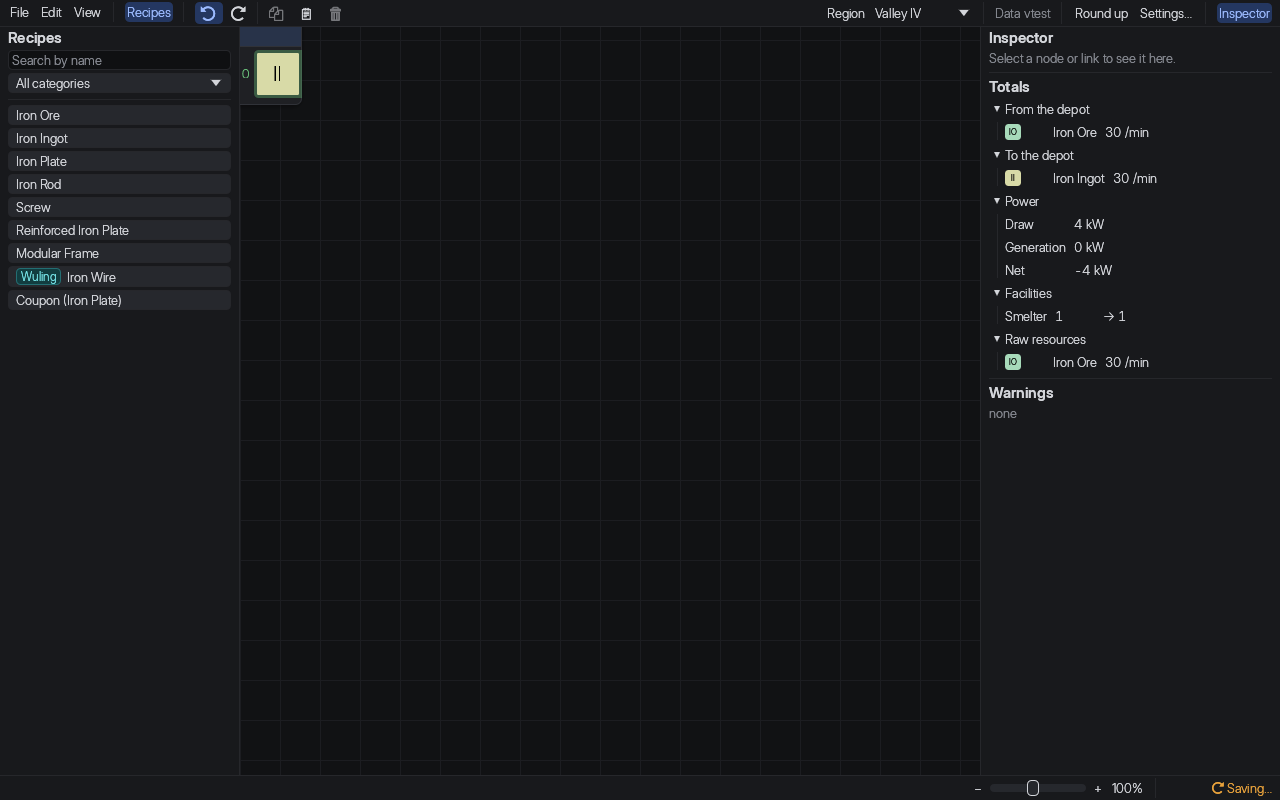 File Edit View Recipes Region Valley IV Data vtest Round up Settings... Inspector
Recipes
Search by name
All categories
Iron Ore
Iron Ingot
Iron Plate
Iron Rod
Screw
Reinforced Iron Plate
Modular Frame
Wuling Iron Wire
Coupon (Iron Plate)
0 II
Inspector
Select a node or link to see it here.
Totals
From the depot
IO Iron Ore 30 /min
To the depot
II Iron Ingot 30 /min
Power
Draw 4 kW
Generation 0 kW
Net -4 kW
Facilities
Smelter 1 → 1
Raw resources
IO Iron Ore 30 /min
Warnings
none
− + 100% Saving...